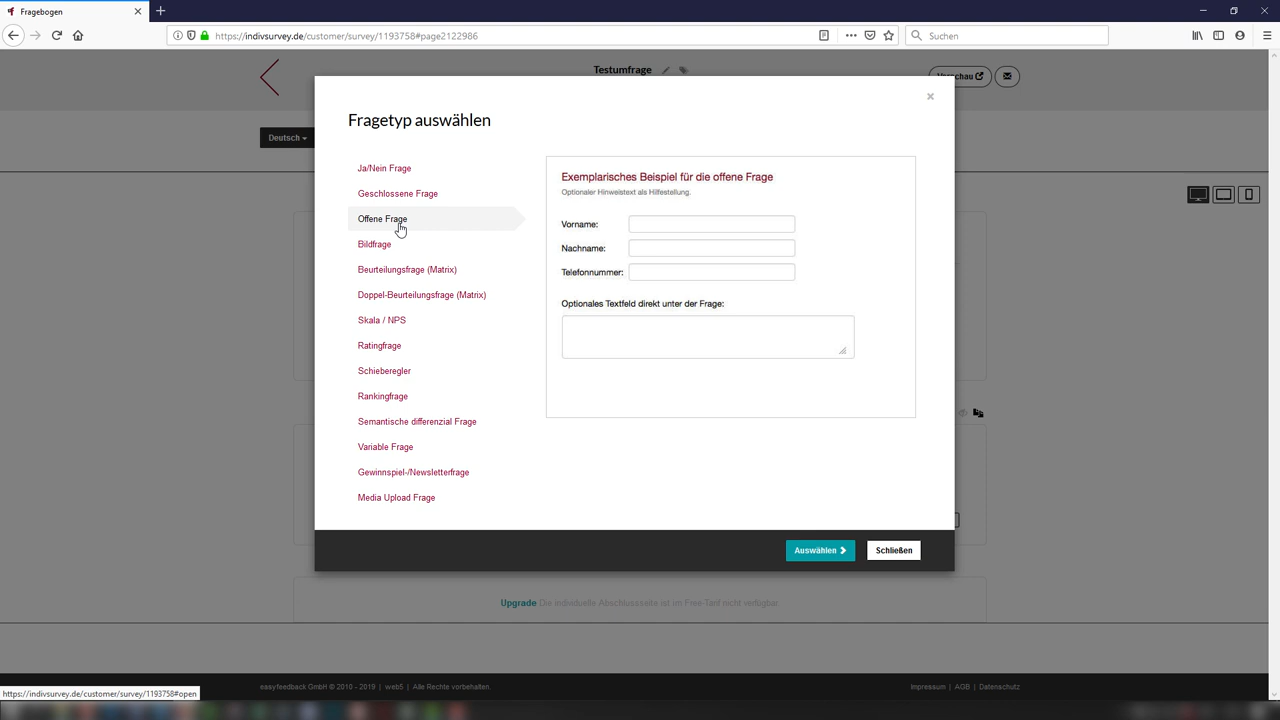 Fragebogen
https://indivsurvey.de/customer/survey/1193758#page2122986
Suchen
Testumfrage
Deutsch
Fragetyp auswählen
Ja/Nein Frage
Geschlossene Frage
Offene Frage
Bildfrage
Beurteilungsfrage (Matrix)
Doppel-Beurteilungsfrage (Matrix)
Skala / NPS
Ratingfrage
Schieberegler
Rankingfrage
Semantische differenzial Frage
Variable Frage
Gewinnspiel-/Newsletterfrage
Media Upload Frage
Exemplarisches Beispiel für die offene Frage
Optionaler Hinweistext als Hilfestellung.
Vorname:
Nachname:
Telefonnummer:
Optionales Textfeld direkt unter der Frage:
Auswählen
Schließen
Upgrade Die individuelle Abschlussseite ist im Free-Tarif nicht verfügbar.
easyfeedback GmbH © 2010 - 2019 | web5 | Alle Rechte vorbehalten.
Impressum | AGB | Datenschutz
https://indivsurvey.de/customer/survey/1193758#open